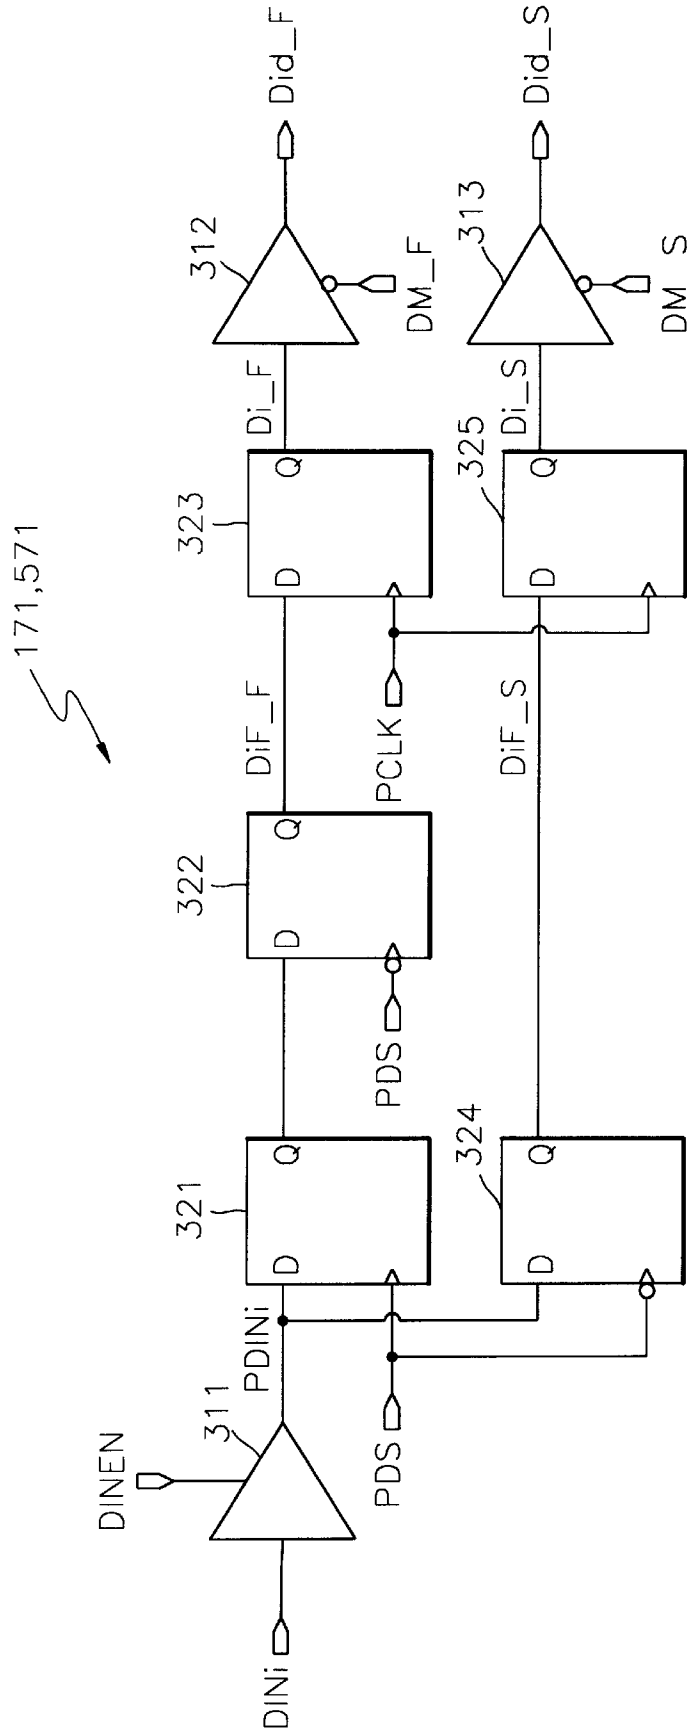 171,571
DINi
DINEN
311
PDINi
PDS
D
Q
321
D
Q
324
PDS
D
Q
322
DiF_F
DiF_S
PCLK
D
Q
323
D
Q
325
Di_F
Di_S
312
DM_F
Did_F
313
DM_S
Did_S